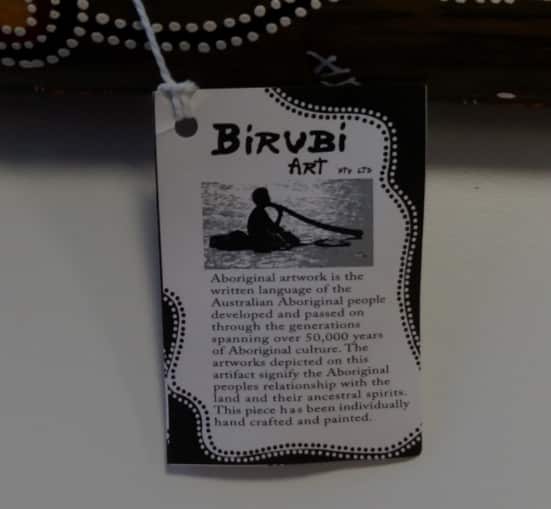 BIRUBI
ART PTY LTD
Aboriginal artwork is the
written language of the
Australian Aboriginal people
developed and passed on
through the generations
spanning over 50,000 years
of Aboriginal culture. The
artworks depicted on this
artifact signify the Aboriginal
peoples relationship with the
land and their ancestral spirits.
This piece has been individually
hand crafted and painted.